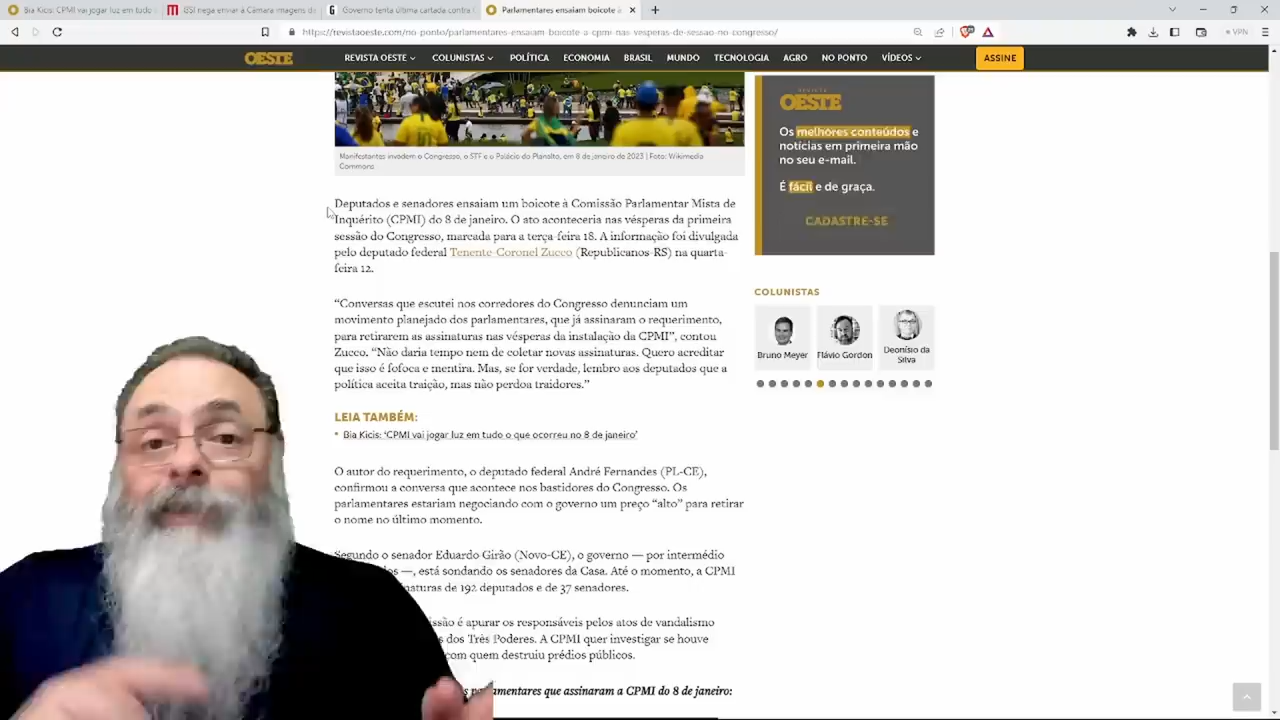 Bia Kicis: CPMI vai jogar luz em tudo
GSI nega enviar à Câmara imagens d
Governo tenta última cartada contra
Parlamentares ensaiam boicote à
https://revistaoeste.com/no-ponto/parlamentares-ensaiam-boicote-a-cpmi-nas-vesperas-de-sessao-no-congresso/
VPN
OESTE
REVISTA OESTE
COLUNISTAS
POLÍTICA
ECONOMIA
BRASIL
MUNDO
TECNOLOGIA
AGRO
NO PONTO
VÍDEOS
ASSINE
Manifestantes invadem o Congresso, o STF e o Palácio do Planalto, em 8 de janeiro de 2023 | Foto: Wikimedia
Commons
Deputados e senadores ensaiam um boicote à Comissão Parlamentar Mista de
Inquérito (CPMI) do 8 de janeiro. O ato aconteceria nas vésperas da primeira
sessão do Congresso, marcada para a terça-feira 18. A informação foi divulgada
pelo deputado federal Tenente-Coronel Zucco (Republicanos-RS) na quarta-
feira 12.
“Conversas que escutei nos corredores do Congresso denunciam um
movimento planejado dos parlamentares, que já assinaram o requerimento,
para retirarem as assinaturas nas vésperas da instalação da CPMI”, contou
Zucco. “Não daria tempo nem de coletar novas assinaturas. Quero acreditar
que isso é fofoca e mentira. Mas, se for verdade, lembro aos deputados que a
política aceita traição, mas não perdoa traidores.”
LEIA TAMBÉM:
Bia Kicis: ‘CPMI vai jogar luz em tudo o que ocorreu no 8 de janeiro’
O autor do requerimento, o deputado federal André Fernandes (PL-CE),
confirmou a conversa que acontece nos bastidores do Congresso. Os
parlamentares estariam negociando com o governo um preço “alto” para retirar
o nome no último momento.
Segundo o senador Eduardo Girão (Novo-CE), o governo — por intermédio
—, está sondando os senadores da Casa. Até o momento, a CPMI
de 192 deputados e de 37 senadores.
é apurar os responsáveis pelos atos de vandalismo
dos Três Poderes. A CPMI quer investigar se houve
com quem destruiu prédios públicos.
parlamentares que assinaram a CPMI do 8 de janeiro:
REVISTA
OESTE
Os melhores conteúdos e
notícias em primeira mão
no seu e-mail.
É fácil e de graça.
CADASTRE-SE
COLUNISTAS
Bruno Meyer
Flávio Gordon
Deonísio da
Silva